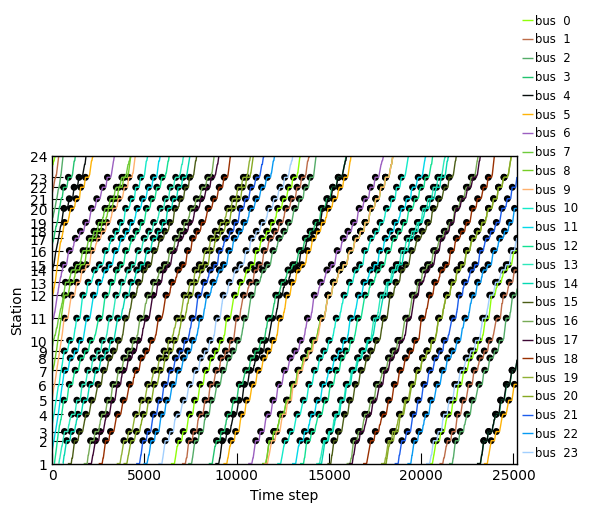 bus 0
bus 1
bus 2
bus 3
bus 4
bus 5
bus 6
bus 7
bus 8
bus 9
bus 10
bus 11
bus 12
bus 13
bus 14
bus 15
bus 16
bus 17
bus 18
bus 19
bus 20
bus 21
bus 22
bus 23
24
23
22
21
20
19
18
17
16
15
13
12
11
10
9
8
7
6
5
4
3
2
1
Station
0 5000 10000 15000 20000 25000
Time step